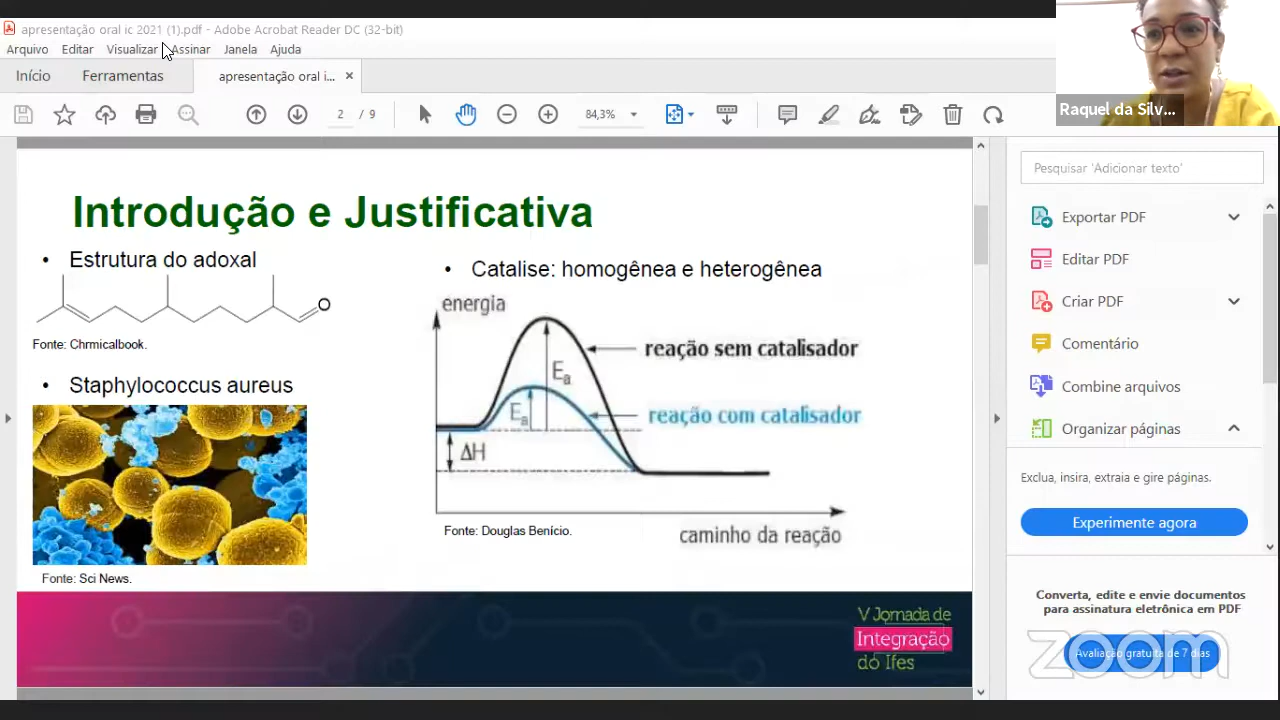 apresentação oral ic 2021 (1).pdf - Adobe Acrobat Reader DC (32-bit)
Arquivo Editar Visualizar Assinar Janela Ajuda
Início Ferramentas apresentação oral i... ×
2 / 9 84,3%
Raquel da Silv...
Introdução e Justificativa
• Estrutura do adoxal
O
Fonte: Chrmicalbook.
• Staphylococcus aureus
Fonte: Sci News.
• Catalise: homogênea e heterogênea
energia
reação sem catalisador
Ea
reação com catalisador
Ea
ΔH
Fonte: Douglas Benício.
caminho da reação
V Jornada de
Integração
do Ifes
Pesquisar 'Adicionar texto'
Exportar PDF
Editar PDF
Criar PDF
Comentário
Combine arquivos
Organizar páginas
Exclua, insira, extraia e gire páginas.
Experimente agora
Converta, edite e envie documentos
para assinatura eletrônica em PDF
Avaliação gratuita de 7 dias
zoom